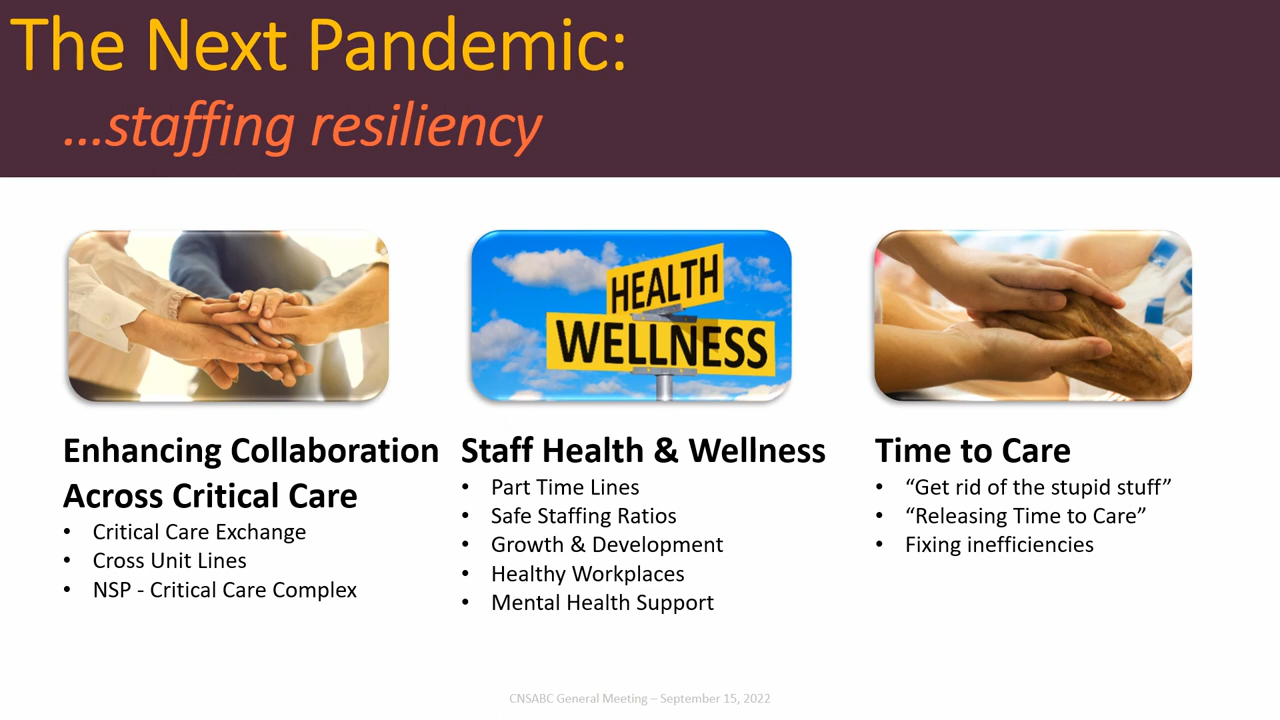 The Next Pandemic:
...staffing resiliency
HEALTH
WELLNESS
Enhancing Collaboration
Across Critical Care
• Critical Care Exchange
• Cross Unit Lines
• NSP - Critical Care Complex
Staff Health & Wellness
• Part Time Lines
• Safe Staffing Ratios
• Growth & Development
• Healthy Workplaces
• Mental Health Support
Time to Care
• “Get rid of the stupid stuff”
• “Releasing Time to Care”
• Fixing inefficiencies
CNSABC General Meeting – September 15, 2022